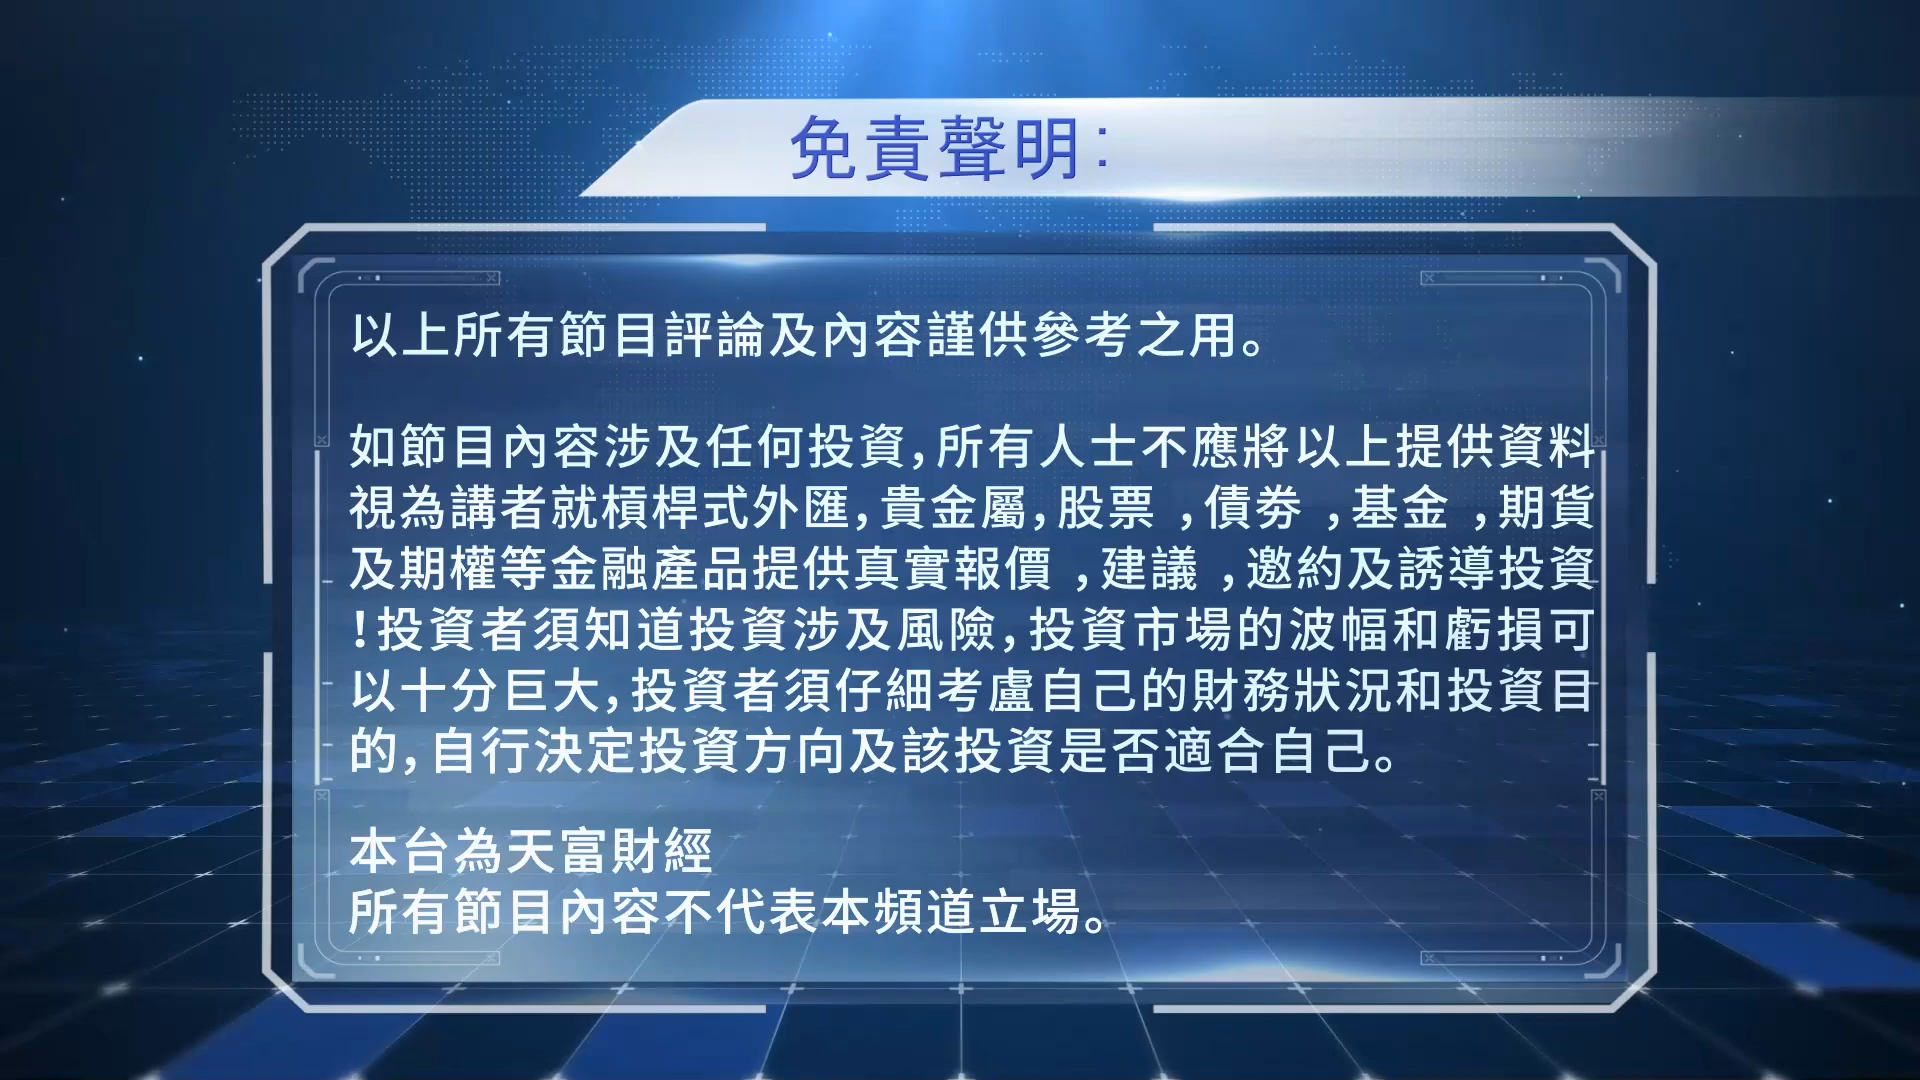 免責聲明：
以上所有節目評論及內容謹供參考之用。
如節目內容涉及任何投資，所有人士不應將以上提供資料
視為講者就槓桿式外匯，貴金屬，股票 ，債券 ，基金 ，期貨
及期權等金融產品提供真實報價 ，建議 ，邀約及誘導投資
！投資者須知道投資涉及風險，投資市場的波幅和虧損可
以十分巨大，投資者須仔細考盧自己的財務狀況和投資目
的，自行決定投資方向及該投資是否適合自己。
本台為天富財經
所有節目內容不代表本頻道立場。